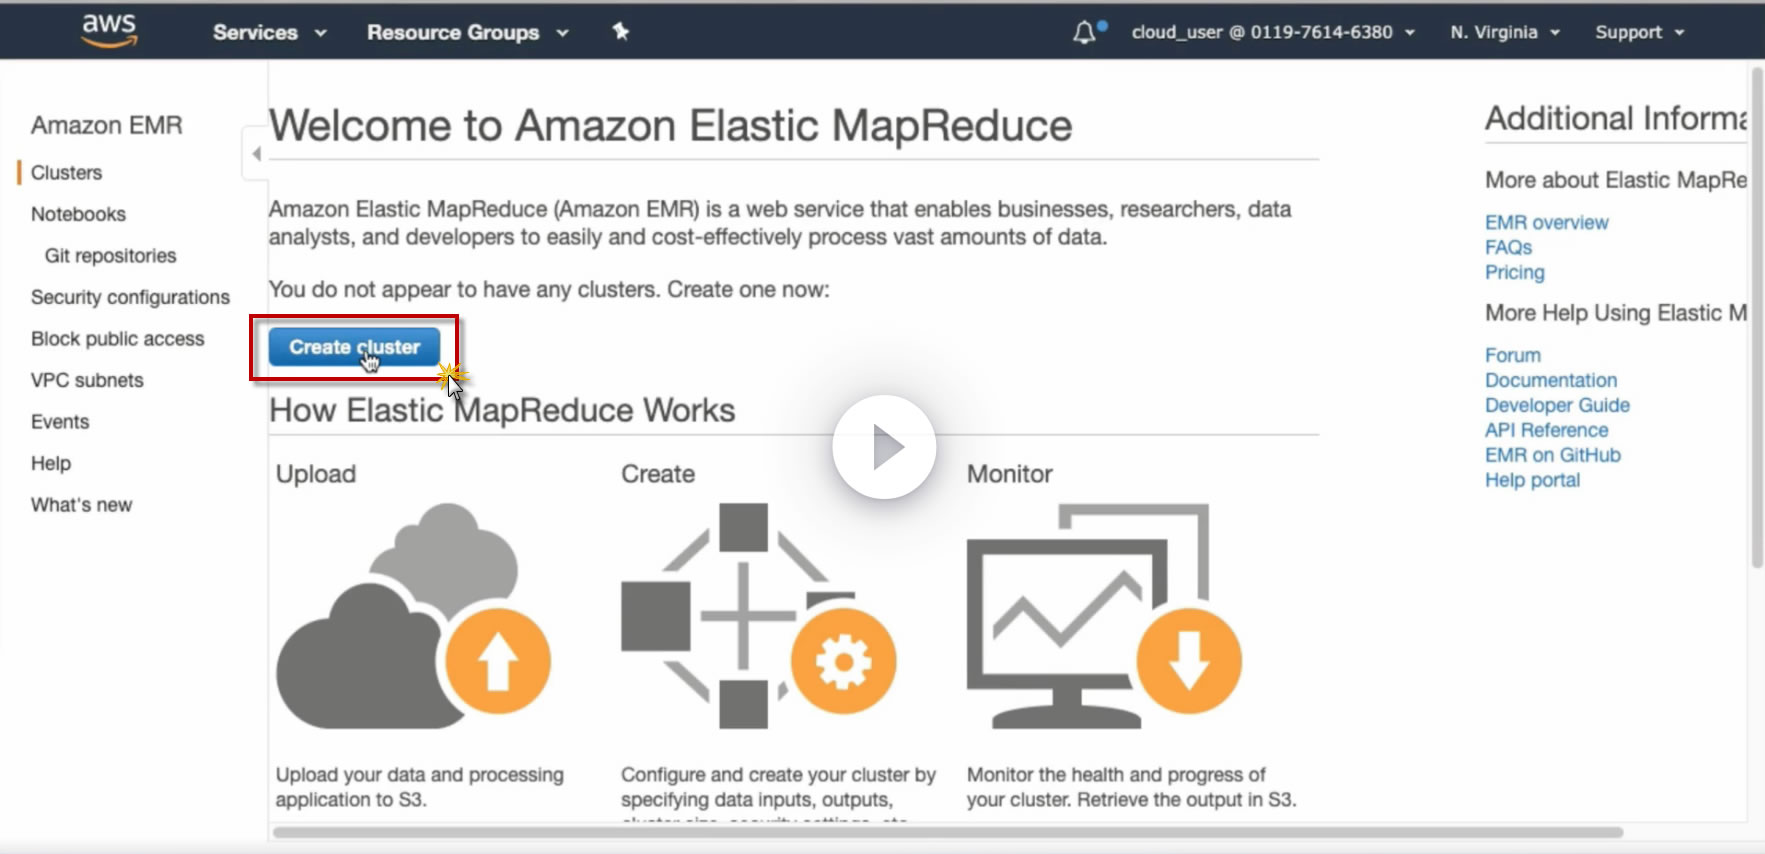 aws
Services
Resource Groups
cloud_user @ 0119-7614-6380
N. Virginia
Support
Amazon EMR
Clusters
Notebooks
Git repositories
Security configurations
Block public access
VPC subnets
Events
Help
What's new
Welcome to Amazon Elastic MapReduce
Amazon Elastic MapReduce (Amazon EMR) is a web service that enables businesses, researchers, data
analysts, and developers to easily and cost-effectively process vast amounts of data.
You do not appear to have any clusters. Create one now:
Create cluster
How Elastic MapReduce Works
Upload
Upload your data and processing
application to S3.
Create
Configure and create your cluster by
specifying data inputs, outputs,
cluster size, security settings, etc.
Monitor
Monitor the health and progress of
your cluster. Retrieve the output in S3.
Additional Informa
More about Elastic MapRe
EMR overview
FAQs
Pricing
More Help Using Elastic M
Forum
Documentation
Developer Guide
API Reference
EMR on GitHub
Help portal